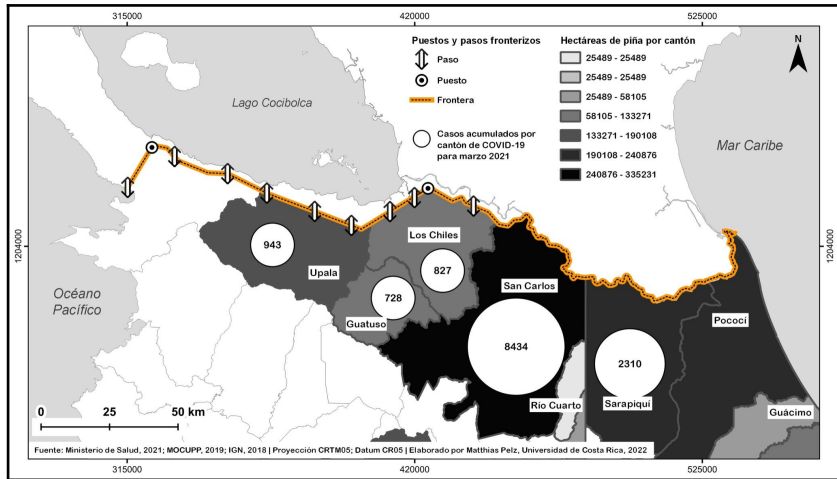 315000
420000
525000
Puestos y pasos fronterizos
Paso
Puesto
Frontera
Casos acumulados por
cantón de COVID-19
para marzo 2021
Hectáreas de piña por cantón
25489 - 25489
25489 - 25489
25489 - 58105
58105 - 133271
133271 - 190108
190108 - 240876
240876 - 335231
N
Lago Cocibolca
Mar Caribe
1204000
1204000
Océano
Pacífico
943
Upala
Los Chiles
827
728
Guatuso
San Carlos
8434
2310
Pococí
Río Cuarto
Sarapiquí
Guácimo
0 25 50 km
Fuente: Ministerio de Salud, 2021; MOCUPP, 2019; IGN, 2018 | Proyección CRTM05; Datum CR05 | Elaborado por Matthias Pelz, Universidad de Costa Rica, 2022
315000
420000
525000